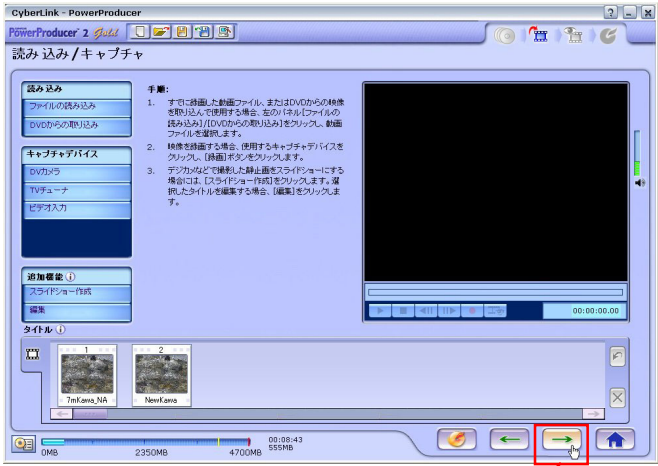 CyberLink - PowerProducer
PowerProducer 2 Gold
読み込み/キャプチャ
読み込み
ファイルの読み込み
DVDからの取り込み
キャプチャデバイス
DVカメラ
TVチューナ
ビデオ入力
追加機能
スライドショー作成
編集
手順:
1. すでに録画した動画ファイル、またはDVDからの映像
を取り込んで使用する場合、左のパネル[ファイルの
読み込み]/[DVDからの取り込み]をクリックし、動画
ファイルを選択します。
2. 映像を録画する場合、使用するキャプチャデバイスを
クリックし、[録画]ボタンをクリックします。
3. デジカメなどで撮影した静止画をスライドショーにする
場合には、[スライドショー作成]をクリックします。選
択したタイトルを編集する場合、[編集]をクリックしま
す。
00:00:00.00
タイトル
1
2
7mKawa_NA
NewKawa
00:08:43
555MB
0MB
2350MB
4700MB